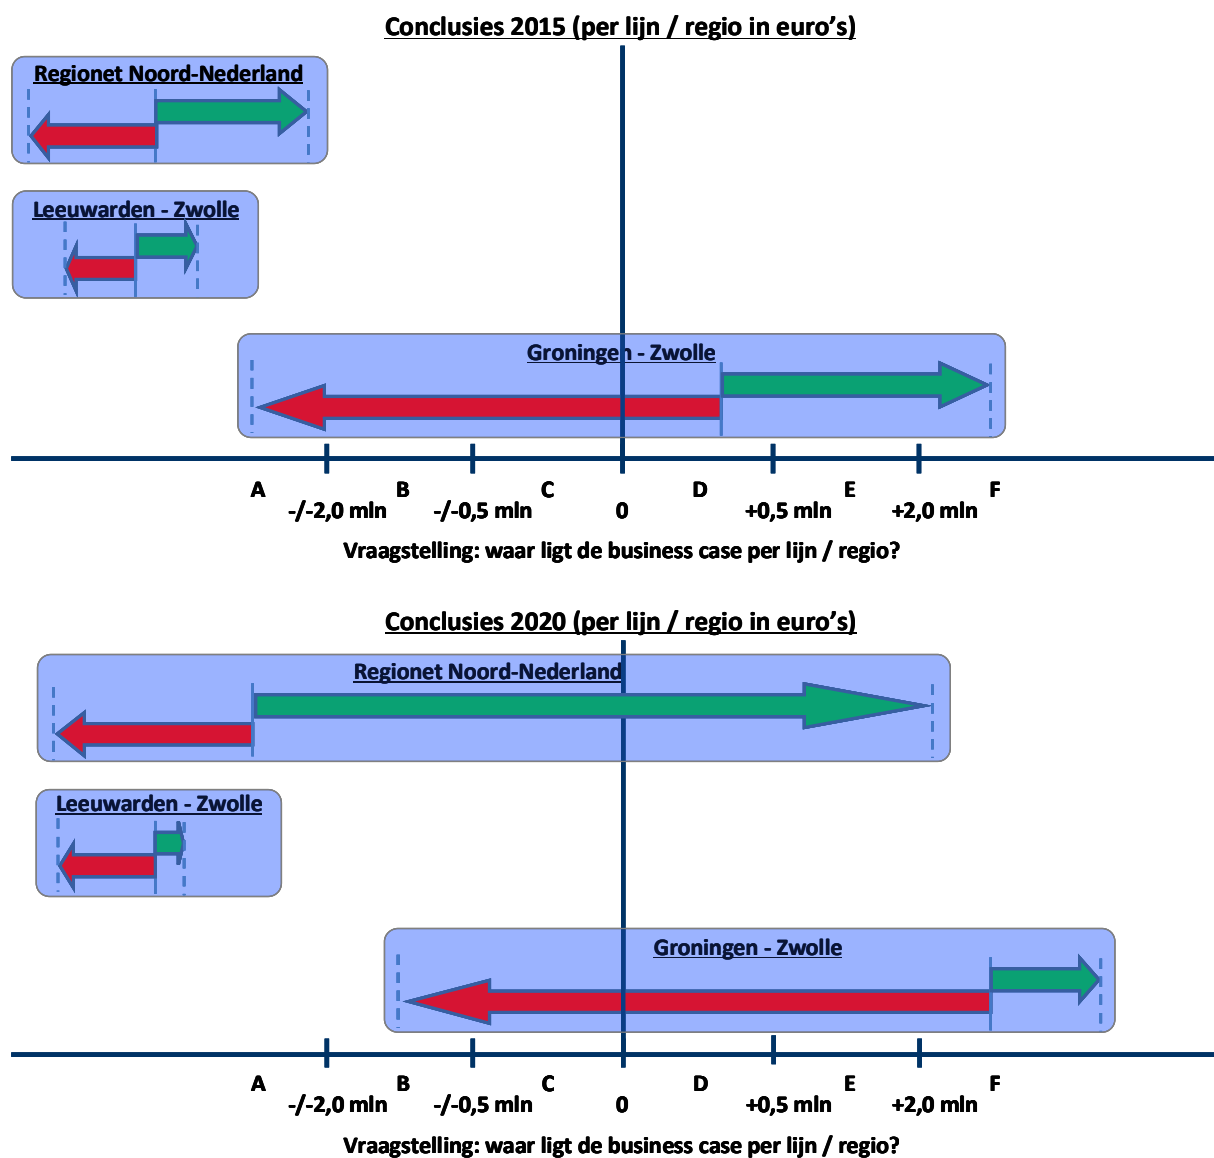 Conclusies 2015 (per lijn / regio in euro’s)
Regionet Noord-Nederland
Leeuwarden - Zwolle
Groningen - Zwolle
A B C D E F
-/-2,0 mln -/-0,5 mln 0 +0,5 mln +2,0 mln
Vraagstelling: waar ligt de business case per lijn / regio?
Conclusies 2020 (per lijn / regio in euro’s)
Regionet Noord-Nederland
Leeuwarden - Zwolle
Groningen - Zwolle
A B C D E F
-/-2,0 mln -/-0,5 mln 0 +0,5 mln +2,0 mln
Vraagstelling: waar ligt de business case per lijn / regio?